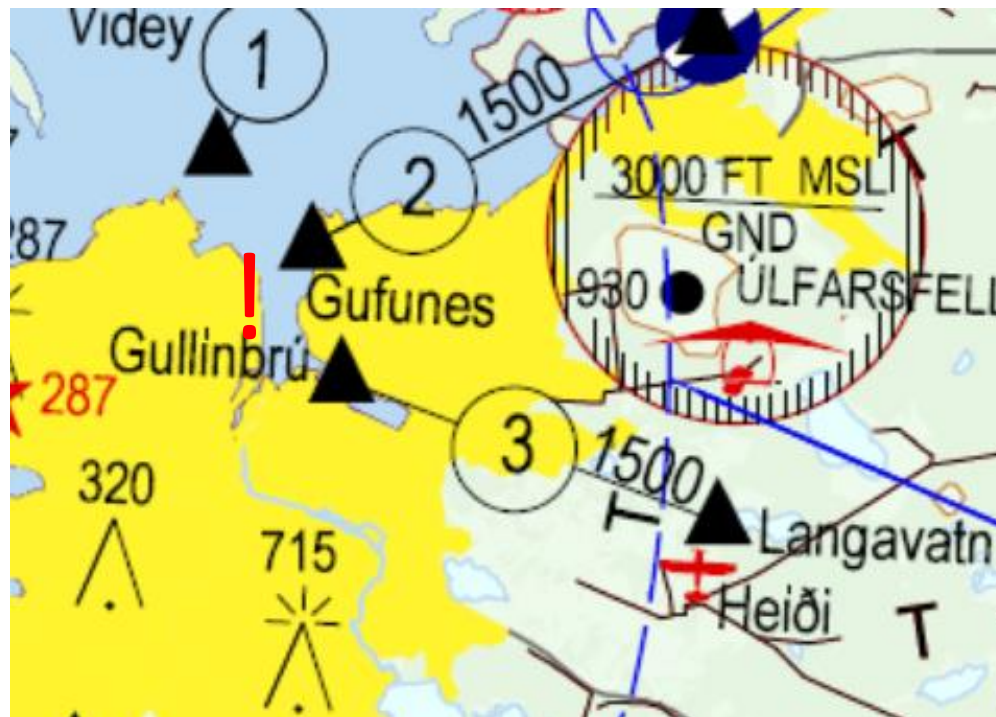 Viðey
1
1500
2
3000 FT MSL
GND
930
ÚLFARSFELL
287
!
Gufunes
Gullinbrú
287
3
1500
320
T
Langavatn
715
Heiði
T